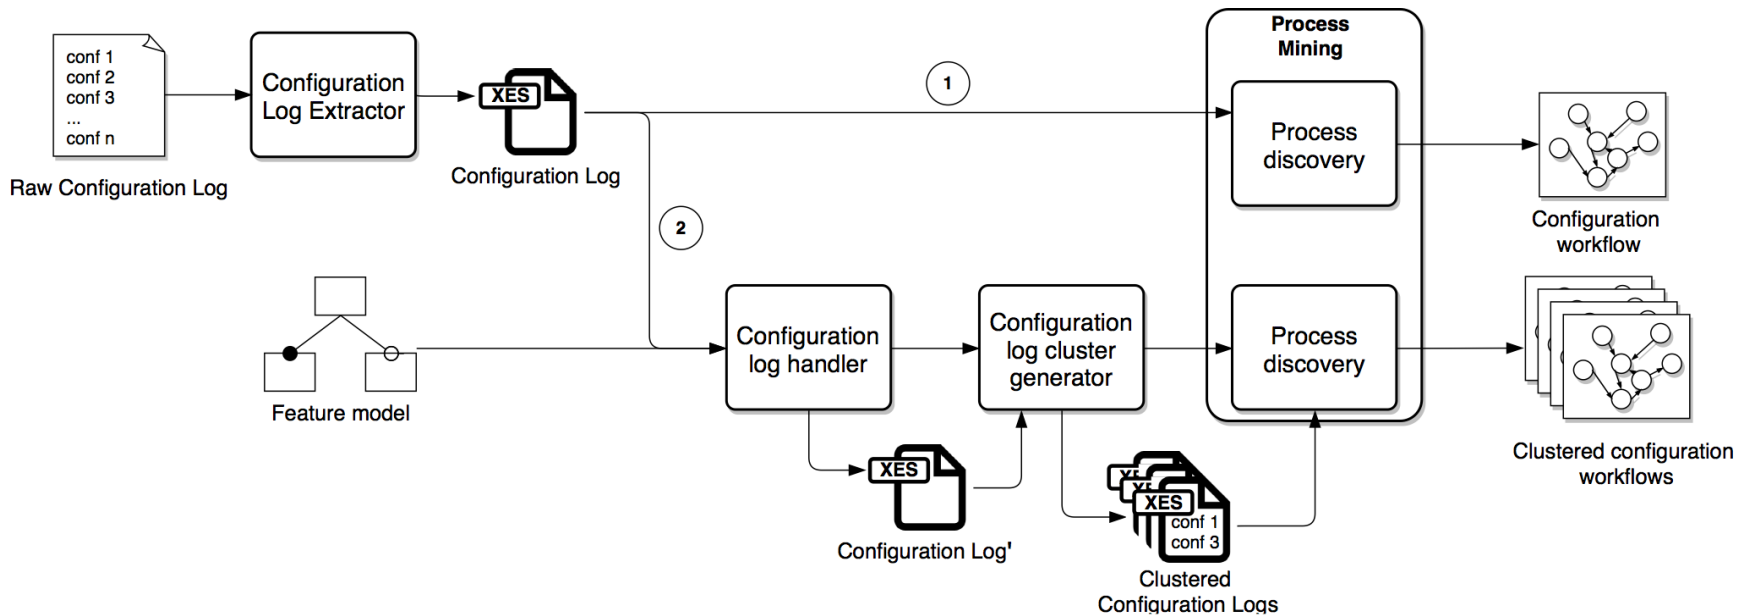 conf 1
conf 2
conf 3
...
conf n
Raw Configuration Log
Configuration
Log Extractor
XES
Configuration Log
1
2
Process
Mining
Process
discovery
Configuration
workflow
Feature model
Configuration
log handler
Configuration
log cluster
generator
Process
discovery
Clustered configuration
workflows
XES
Configuration Log'
XES
conf 1
conf 3
Clustered
Configuration Logs